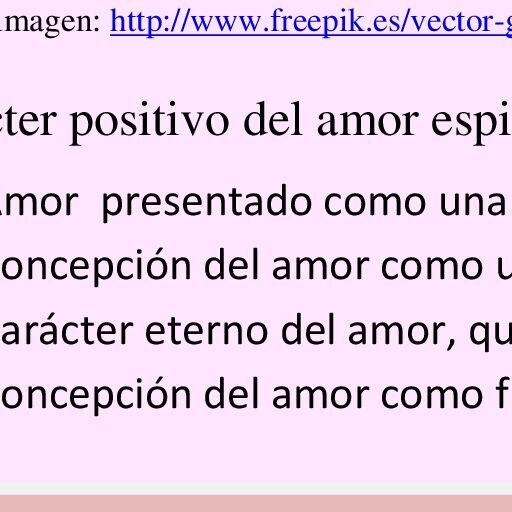 imagen: http://www.freepik.es/vector-g
cter positivo del amor espi
Amor presentado como una
oncepción del amor como u
arácter eterno del amor, qu
oncepción del amor como f